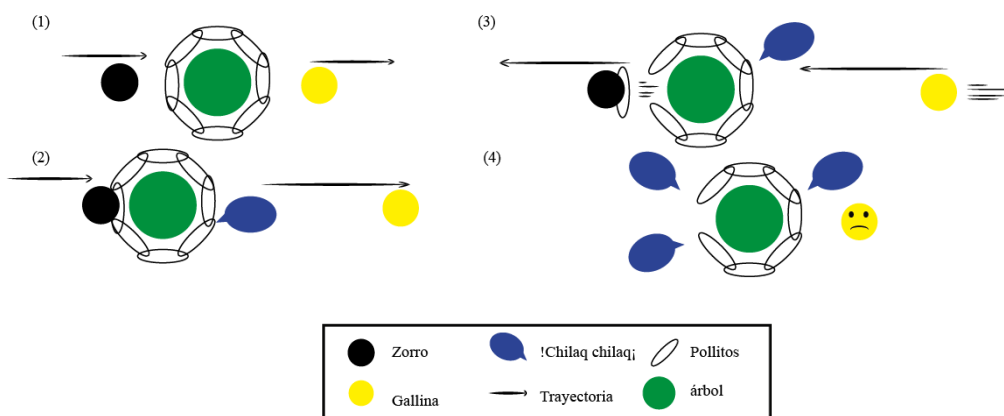 (1)
(3)
(2)
(4)
Zorro
!Chilaq chilaq¡
Pollitos
Gallina
Trayectoria
árbol